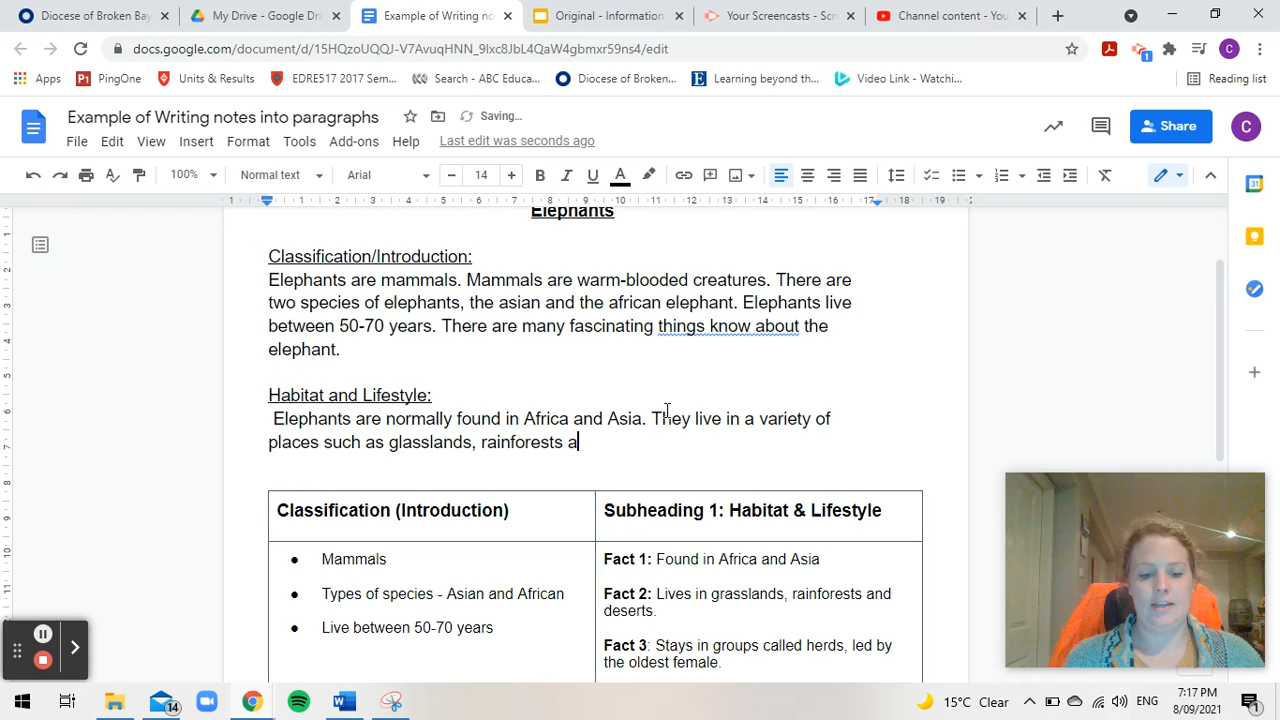 Diocese of Broken Bay
My Drive - Google Dri
Example of Writing no
Original - Information
Your Screencasts - Scre
Channel content - You
docs.google.com/document/d/15HQzoUQQJ-V7AvuqHNN_9lxc8JbL4QaW4gbmxr59ns4/edit
Apps PingOne Units & Results EDRE517 2017 Sem... Search - ABC Educa... Diocese of Broken... Learning beyond th... Video Link - Watchi... Reading list
Example of Writing notes into paragraphs Saving...
Share
C
File Edit View Insert Format Tools Add-ons Help Last edit was seconds ago
100% Normal text Arial 14
Elephants
Classification/Introduction:
Elephants are mammals. Mammals are warm-blooded creatures. There are
two species of elephants, the asian and the african elephant. Elephants live
between 50-70 years. There are many fascinating things know about the
elephant.
Habitat and Lifestyle:
Elephants are normally found in Africa and Asia. They live in a variety of
places such as glasslands, rainforests a
Classification (Introduction)
Mammals
Types of species - Asian and African
Live between 50-70 years
Subheading 1: Habitat & Lifestyle
Fact 1: Found in Africa and Asia
Fact 2: Lives in grasslands, rainforests and
deserts.
Fact 3: Stays in groups called herds, led by
the oldest female.
14
15°C Clear
ENG
7:17 PM
8/09/2021